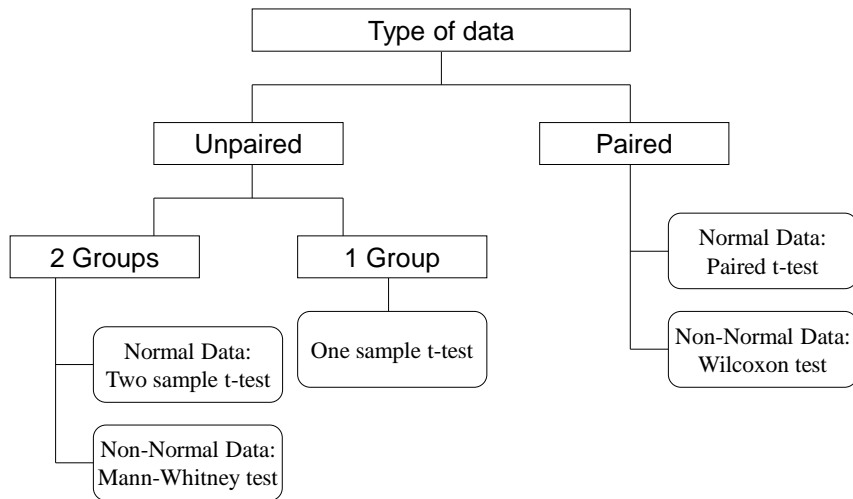 Type of data
Unpaired
Paired
2 Groups
1 Group
Normal Data:
Paired t-test
Normal Data:
Two sample t-test
One sample t-test
Non-Normal Data:
Wilcoxon test
Non-Normal Data:
Mann-Whitney test